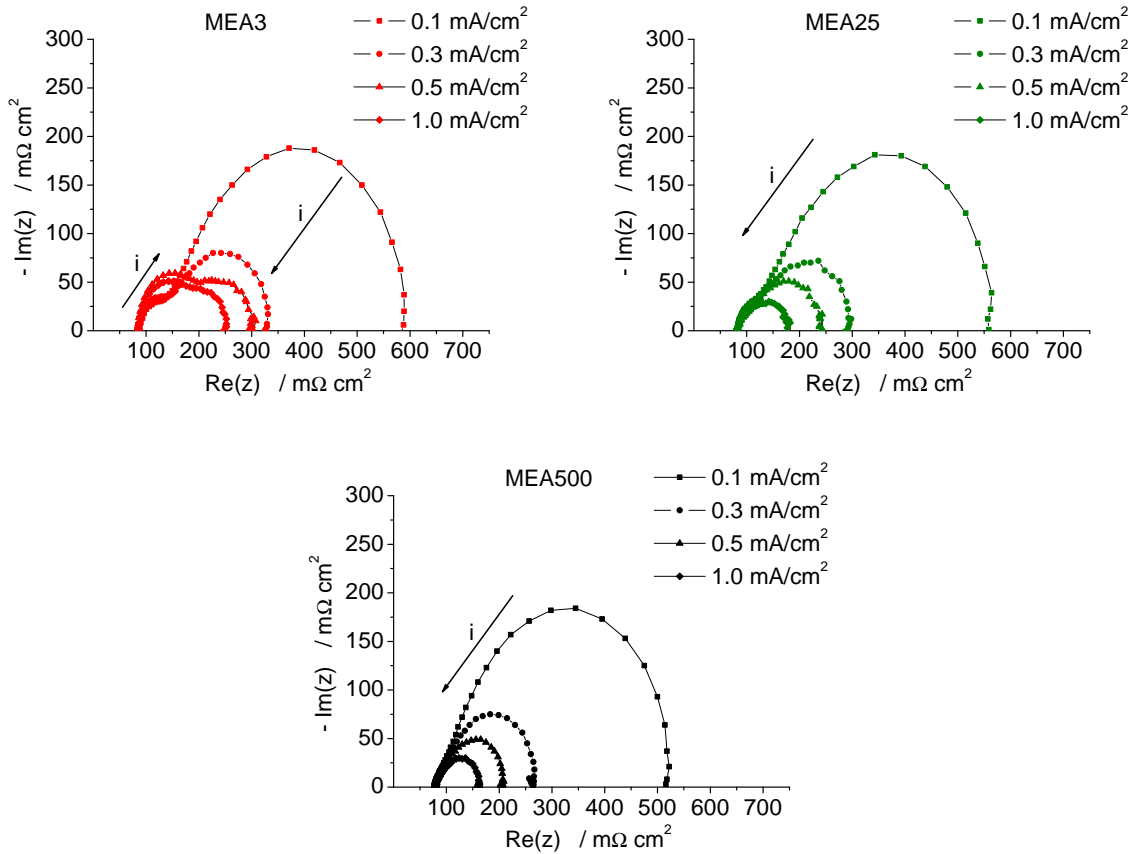 MEA3
0.1 mA/cm²
0.3 mA/cm²
0.5 mA/cm²
1.0 mA/cm²
300
250
200
150
100
50
0
- Im(z) / mΩ cm²
i
i
100 200 300 400 500 600 700
Re(z) / mΩ cm²
MEA25
0.1 mA/cm²
0.3 mA/cm²
0.5 mA/cm²
1.0 mA/cm²
300
250
200
150
100
50
0
- Im(z) / mΩ cm²
i
100 200 300 400 500 600 700
Re(z) / mΩ cm²
MEA500
0.1 mA/cm²
0.3 mA/cm²
0.5 mA/cm²
1.0 mA/cm²
300
250
200
150
100
50
0
- Im(z) / mΩ cm²
i
100 200 300 400 500 600 700
Re(z) / mΩ cm²